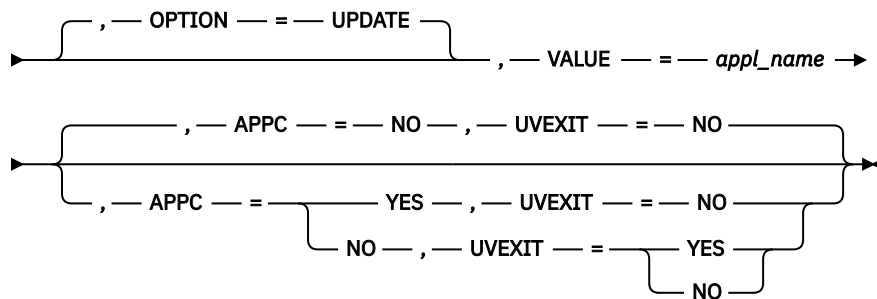 , OPTION = UPDATE
, VALUE = appl_name
, APPC = NO , UVEXIT = NO
, APPC = YES , UVEXIT = NO
NO , UVEXIT = YES
NO